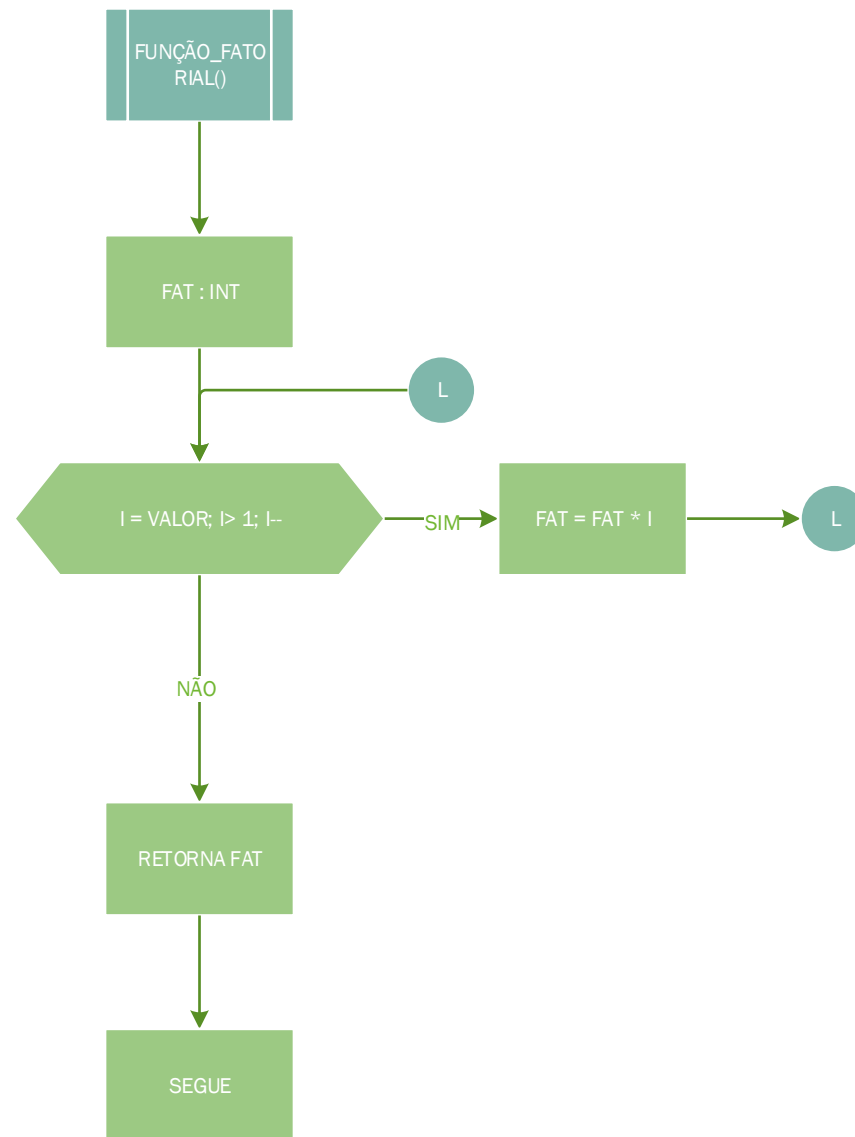 FUNÇÃO_FATO
RIAL()
FAT : INT
L
I = VALOR; I> 1; I--
SIM
FAT = FAT * I
L
NÃO
RETORNA FAT
SEGUE